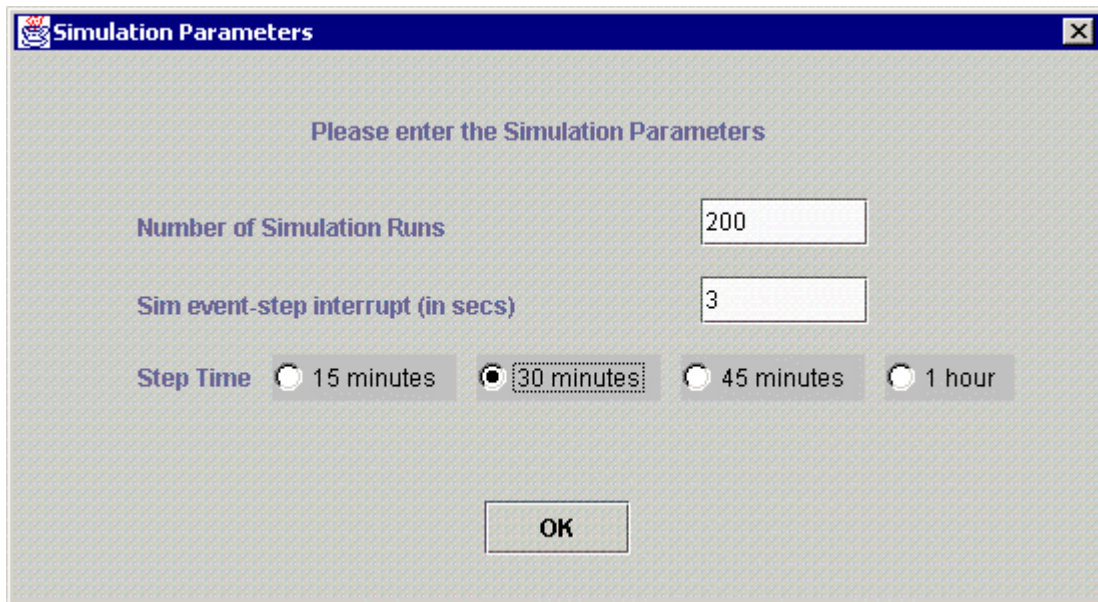 Simulation Parameters
Please enter the Simulation Parameters
Number of Simulation Runs 200
Sim event-step interrupt (in secs) 3
Step Time 15 minutes 30 minutes 45 minutes 1 hour
OK